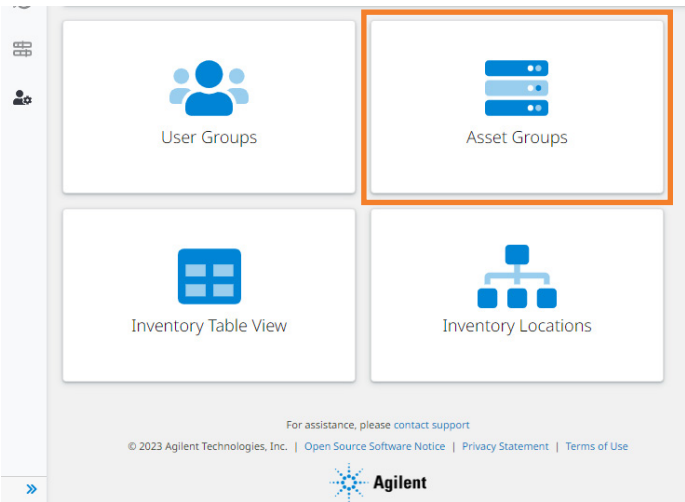 User Groups
Asset Groups
Inventory Table View
Inventory Locations
For assistance, please contact support
© 2023 Agilent Technologies, Inc. | Open Source Software Notice | Privacy Statement | Terms of Use
Agilent